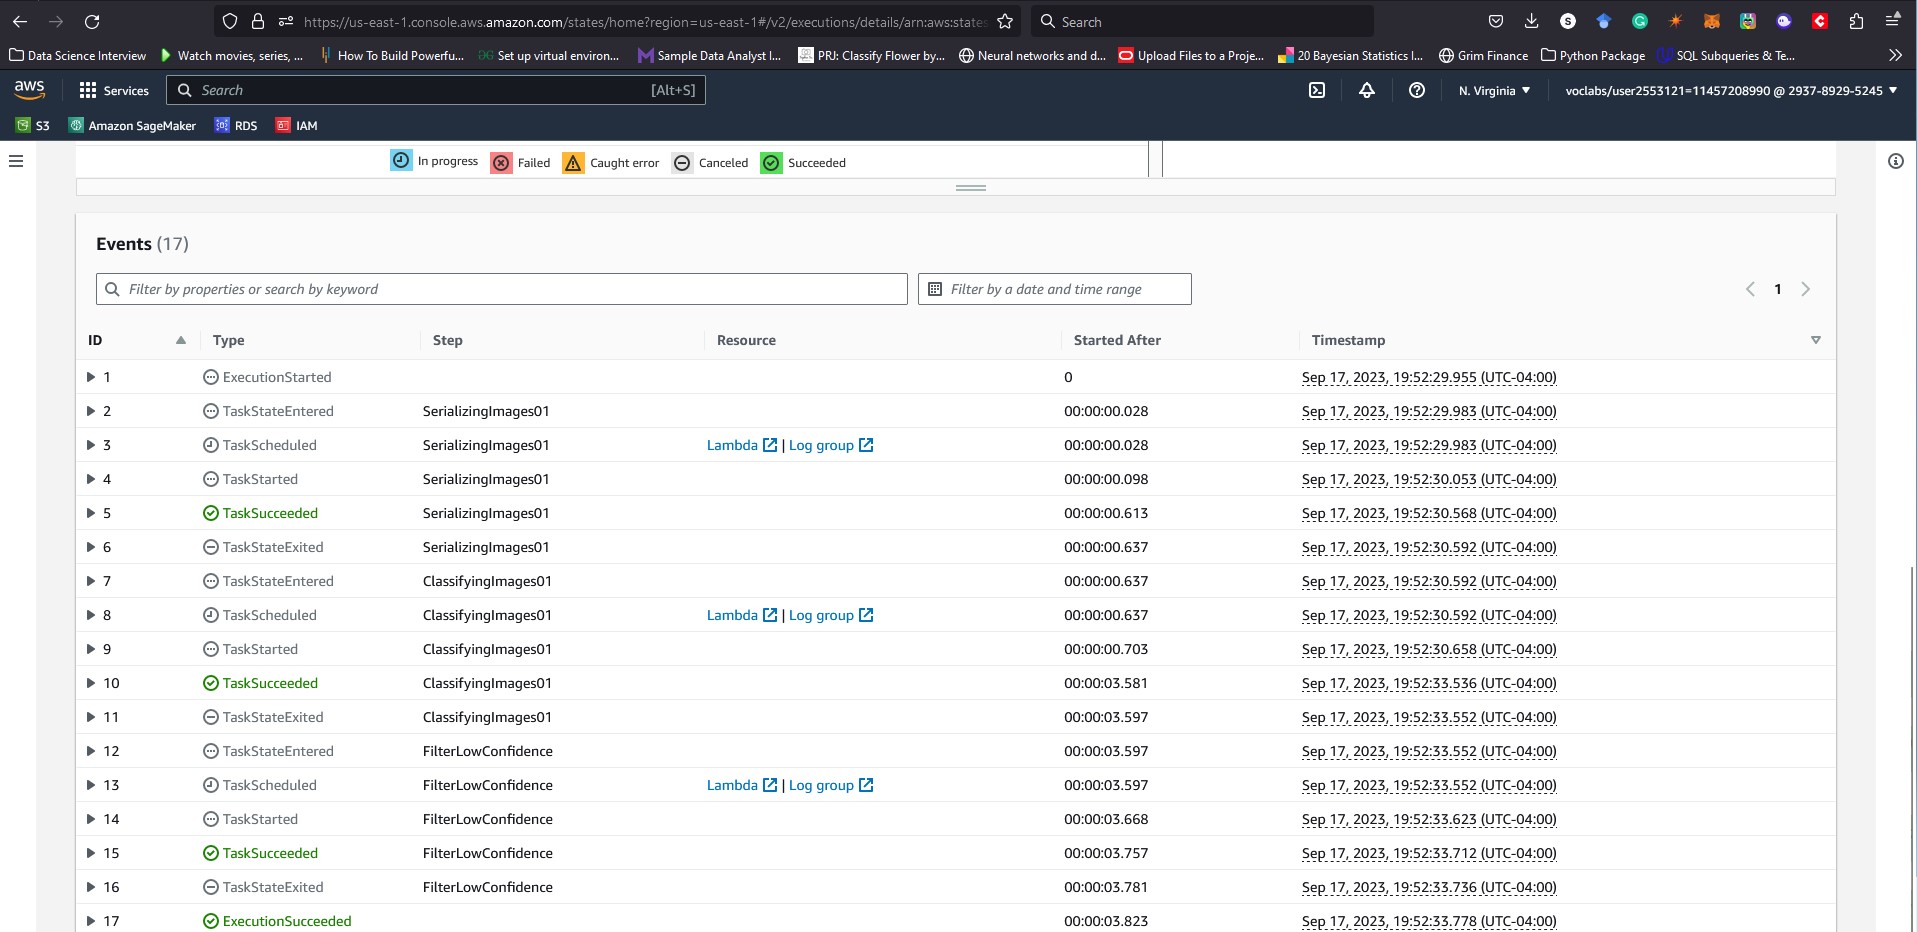 https://us-east-1.console.aws.amazon.com/states/home?region=us-east-1#/v2/executions/details/arn:aws:states Search
Data Science Interview Watch movies, series, ... How To Build Powerfu... Set up virtual environ... Sample Data Analyst I... PRJ: Classify Flower by... Neural networks and d... Upload Files to a Proje... 20 Bayesian Statistics I... Grim Finance Python Package SQL Subqueries & Te...
aws Services Search [Alt+S] N. Virginia voclabs/user2553121=11457208990 @ 2937-8929-5245
S3 Amazon SageMaker RDS IAM
In progress Failed Caught error Canceled Succeeded
Events (17)
Filter by properties or search by keyword Filter by a date and time range 1
ID Type Step Resource Started After Timestamp
1 ExecutionStarted 0 Sep 17, 2023, 19:52:29.955 (UTC-04:00)
2 TaskStateEntered SerializingImages01 00:00:00.028 Sep 17, 2023, 19:52:29.983 (UTC-04:00)
3 TaskScheduled SerializingImages01 Lambda | Log group 00:00:00.028 Sep 17, 2023, 19:52:29.983 (UTC-04:00)
4 TaskStarted SerializingImages01 00:00:00.098 Sep 17, 2023, 19:52:30.053 (UTC-04:00)
5 TaskSucceeded SerializingImages01 00:00:00.613 Sep 17, 2023, 19:52:30.568 (UTC-04:00)
6 TaskStateExited SerializingImages01 00:00:00.637 Sep 17, 2023, 19:52:30.592 (UTC-04:00)
7 TaskStateEntered ClassifyingImages01 00:00:00.637 Sep 17, 2023, 19:52:30.592 (UTC-04:00)
8 TaskScheduled ClassifyingImages01 Lambda | Log group 00:00:00.637 Sep 17, 2023, 19:52:30.592 (UTC-04:00)
9 TaskStarted ClassifyingImages01 00:00:00.703 Sep 17, 2023, 19:52:30.658 (UTC-04:00)
10 TaskSucceeded ClassifyingImages01 00:00:03.581 Sep 17, 2023, 19:52:33.536 (UTC-04:00)
11 TaskStateExited ClassifyingImages01 00:00:03.597 Sep 17, 2023, 19:52:33.552 (UTC-04:00)
12 TaskStateEntered FilterLowConfidence 00:00:03.597 Sep 17, 2023, 19:52:33.552 (UTC-04:00)
13 TaskScheduled FilterLowConfidence Lambda | Log group 00:00:03.597 Sep 17, 2023, 19:52:33.552 (UTC-04:00)
14 TaskStarted FilterLowConfidence 00:00:03.668 Sep 17, 2023, 19:52:33.623 (UTC-04:00)
15 TaskSucceeded FilterLowConfidence 00:00:03.757 Sep 17, 2023, 19:52:33.712 (UTC-04:00)
16 TaskStateExited FilterLowConfidence 00:00:03.781 Sep 17, 2023, 19:52:33.736 (UTC-04:00)
17 ExecutionSucceeded 00:00:03.823 Sep 17, 2023, 19:52:33.778 (UTC-04:00)